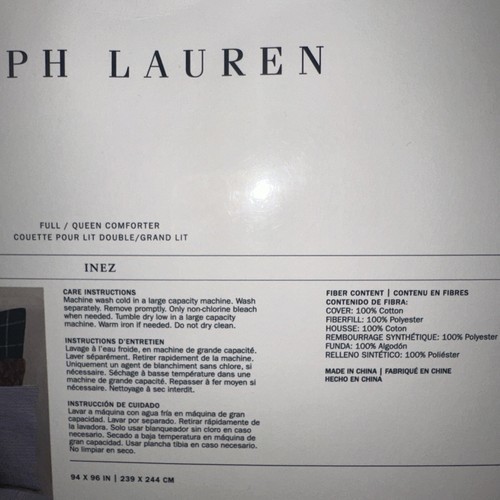 PH LAUREN
FULL / QUEEN COMFORTER
COUETTE POUR LIT DOUBLE/GRAND LIT
INEZ
CARE INSTRUCTIONS
Machine wash cold in a large capacity machine. Wash
separately. Remove promptly. Only non-chlorine bleach
when needed. Tumble dry low in a large capacity
machine. Warm iron if needed. Do not dry clean.
INSTRUCTIONS D'ENTRETIEN
Lavage à l'eau froide, en machine de grande capacité.
Laver séparément. Retirer rapidement de la machine.
Uniquement un agent de blanchiment sans chlore, si
nécessaire. Séchage à basse température dans une
machine de grande capacité. Repasser à fer moyen si
nécessaire. Nettoyage à sec interdit.
INSTRUCCIÓN DE CUIDADO
Lavar a máquina con agua fria en máquina de gran
capacidad. Lavar por separado. Retirar rápidamente de
la lavadora. Solo usar blanqueador sin cloro en caso
necesario. Secado a baja temperatura en máquina de
gran capacidad. Usar plancha tibia en caso necesario.
No limpiar en seco.
94 X 96 IN | 239 X 244 CM
FIBER CONTENT | CONTENU EN FIBRES
CONTENIDO DE FIBRA:
COVER: 100% Cotton
FIBERFILL: 100% Polyester
HOUSSE: 100% Coton
REMBOURRAGE SYNTHÉTIQUE: 100% Polyester
FUNDA: 100% Algodón
RELLENO SINTÉTICO: 100% Poliéster
MADE IN CHINA | FABRIQUÉ EN CHINE
HECHO EN CHINA